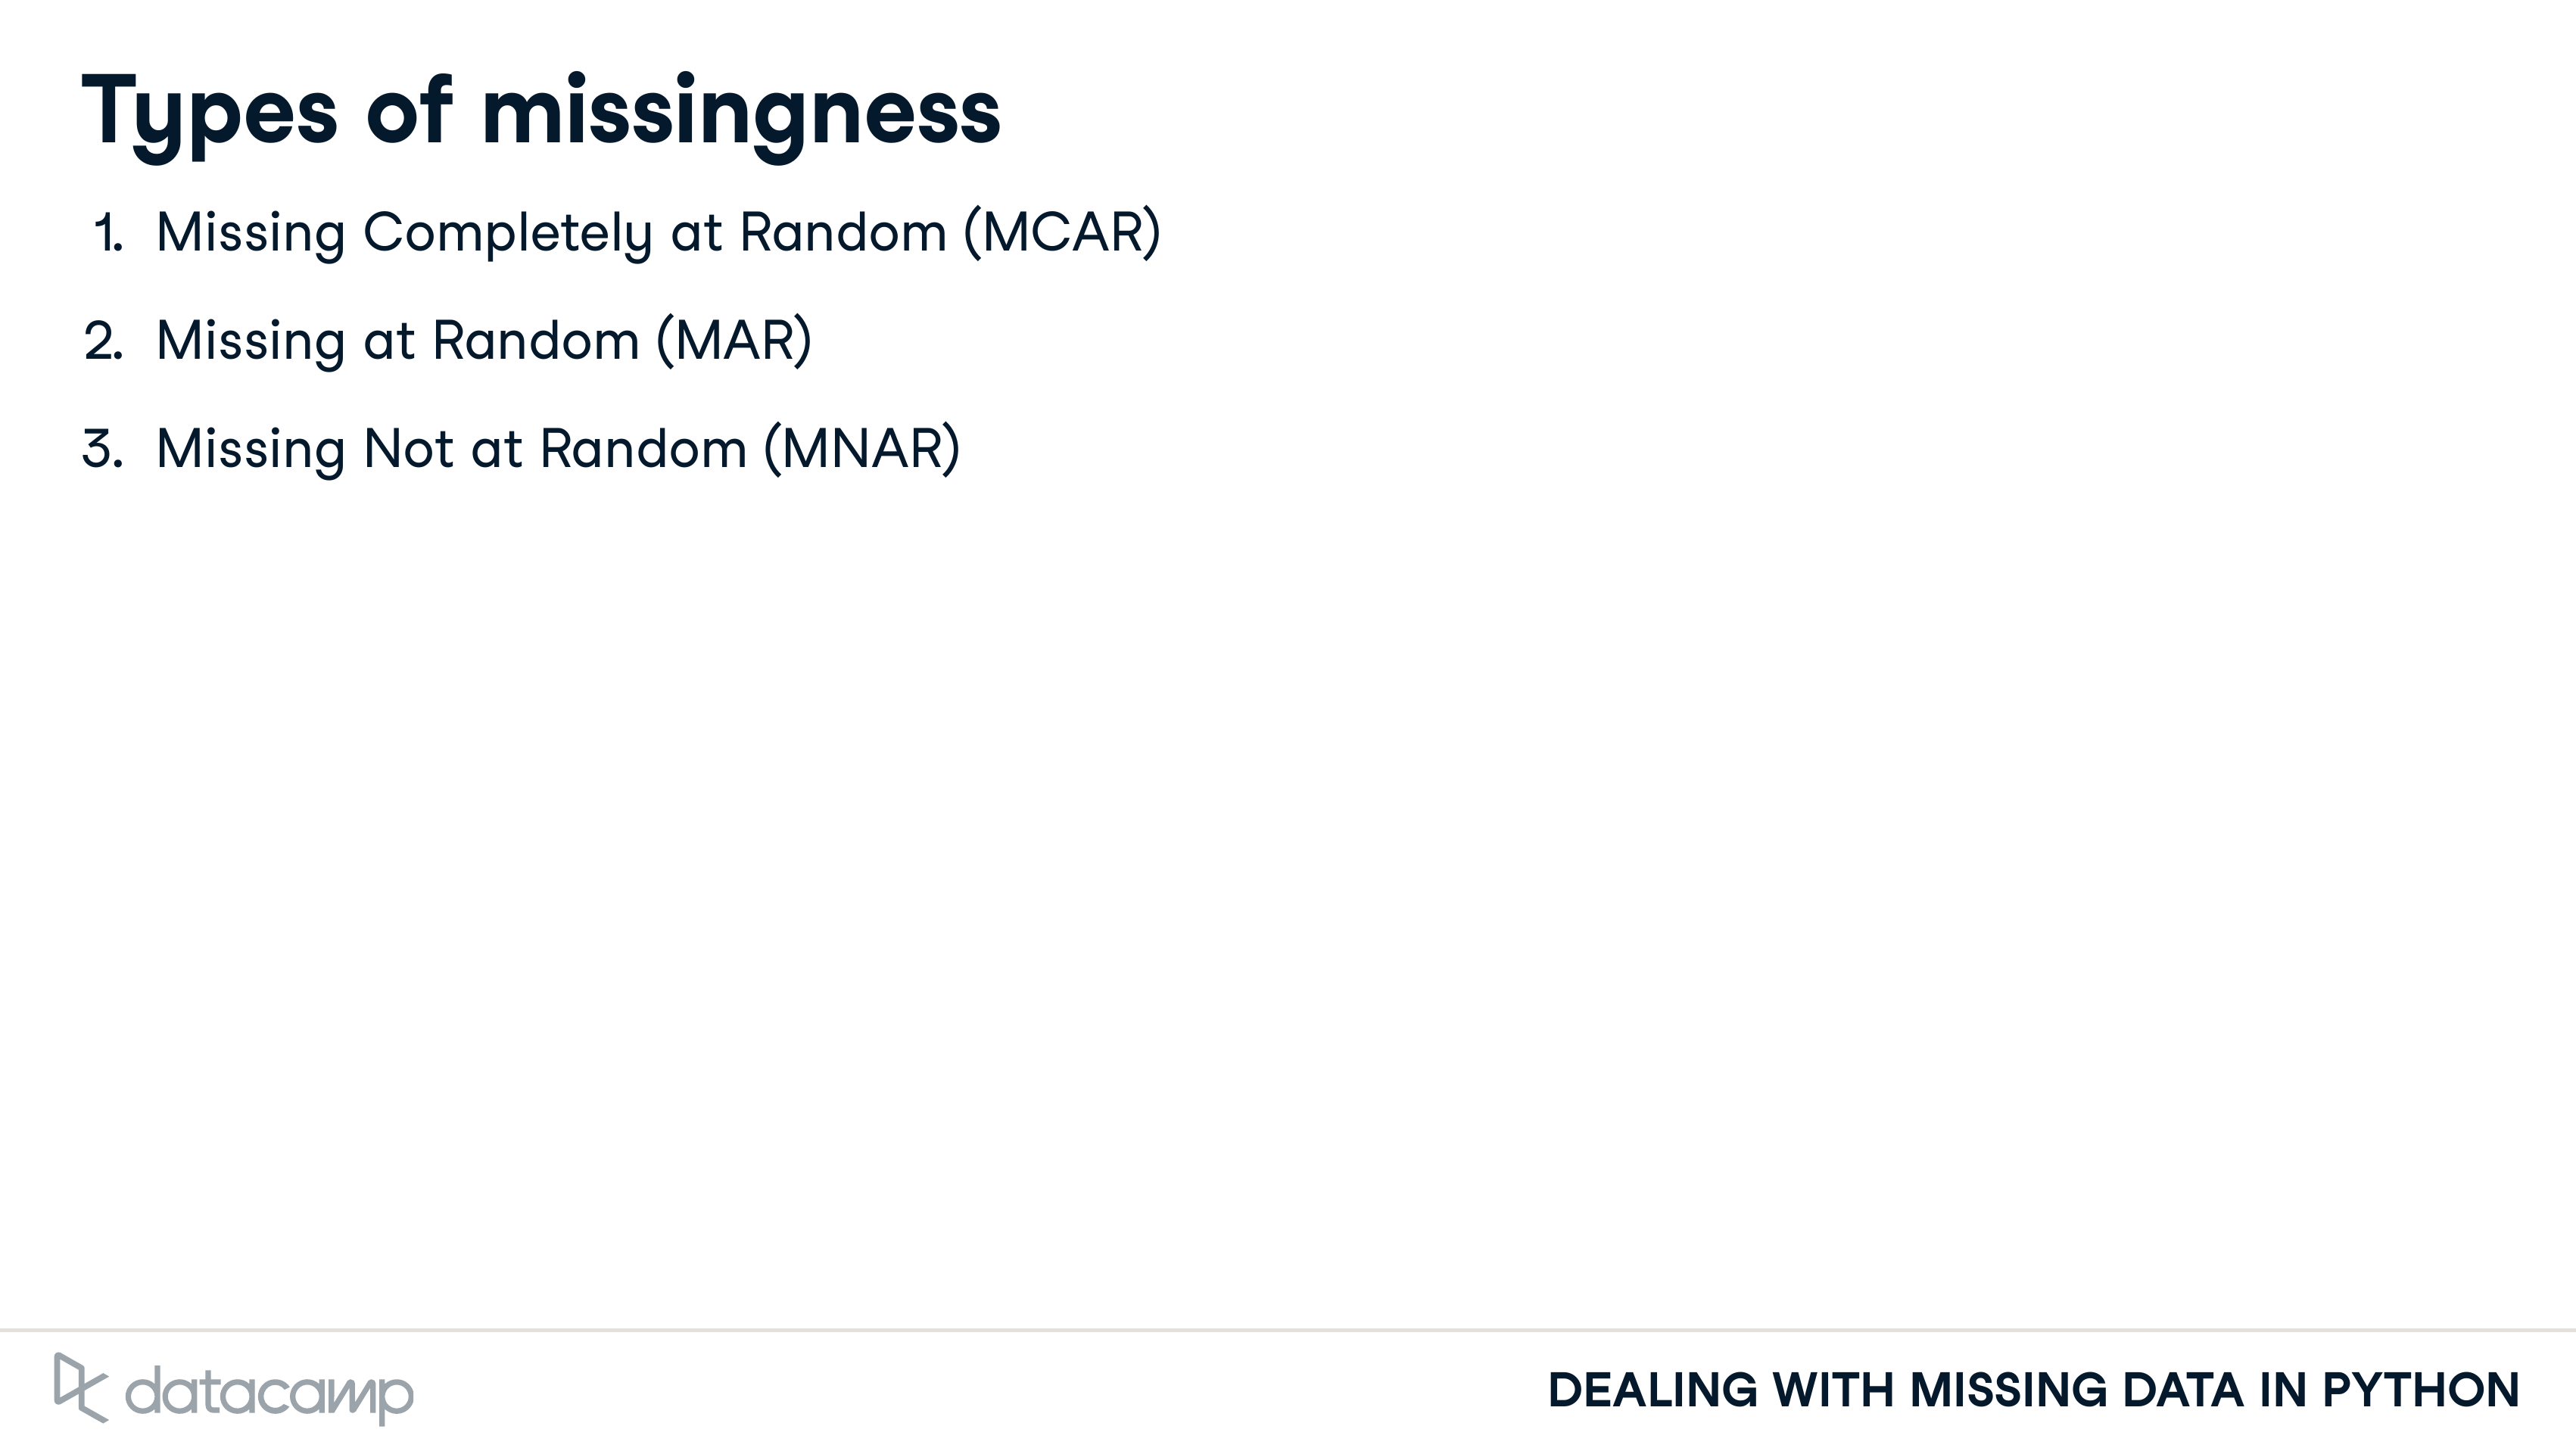 Types of missingness
1. Missing Completely at Random (MCAR)
2. Missing at Random (MAR)
3. Missing Not at Random (MNAR)
datacamp
DEALING WITH MISSING DATA IN PYTHON